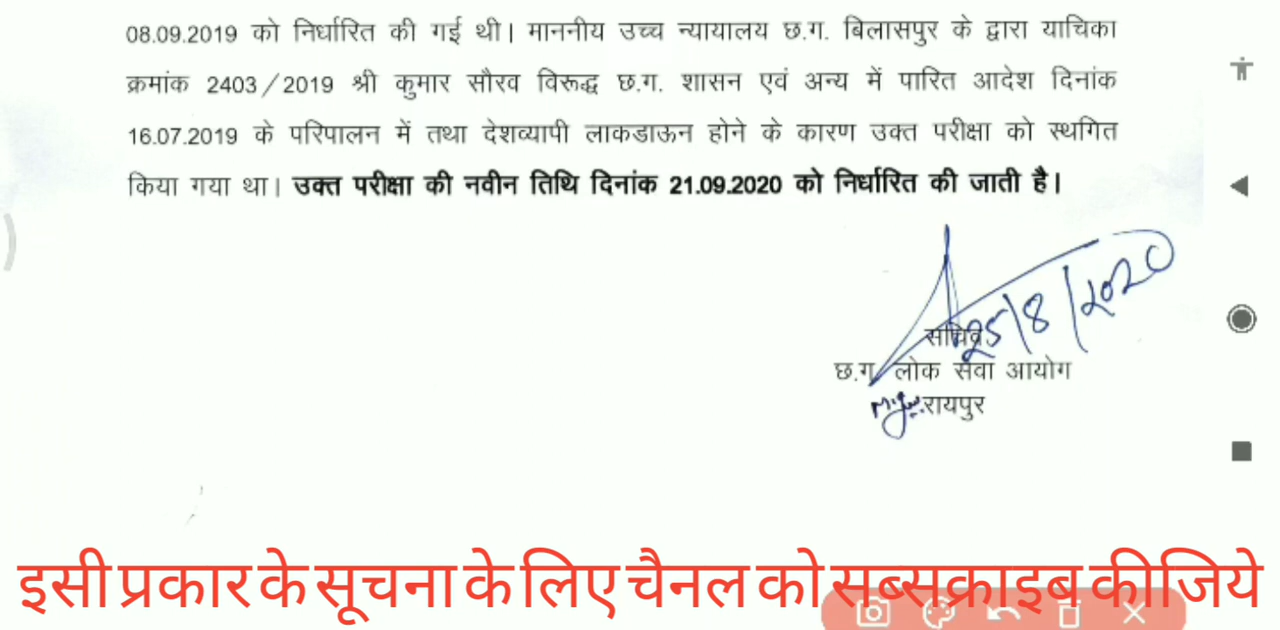 08.09.2019 को निर्धारित की गई थी। माननीय उच्च न्यायालय छ.ग. बिलासपुर के द्वारा याचिका
क्रमांक 2403/2019 श्री कुमार सौरव विरूद्ध छ.ग. शासन एवं अन्य में पारित आदेश दिनांक
16.07.2019 के परिपालन में तथा देशव्यापी लाकडाऊन होने के कारण उक्त परीक्षा को स्थगित
किया गया था। उक्त परीक्षा की नवीन तिथि दिनांक 21.09.2020 को निर्धारित की जाती है।
25/8/2020
सचिव
छ.ग. लोक सेवा आयोग
रायपुर
इसी प्रकार के सूचना के लिए चैनल को सब्सक्राइब कीजिये